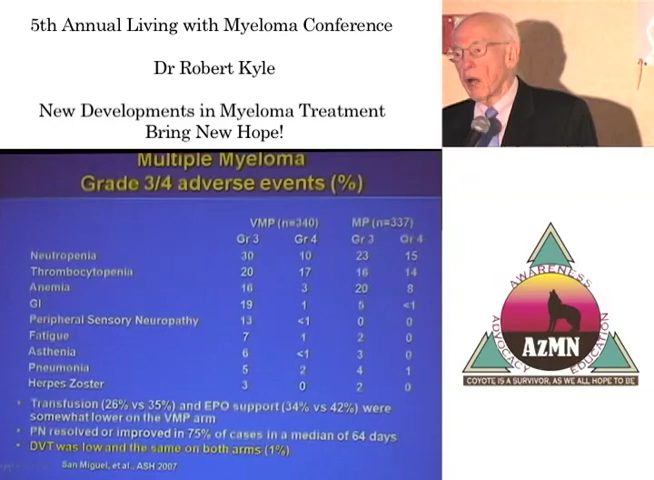 5th Annual Living with Myeloma Conference
Dr Robert Kyle
New Developments in Myeloma Treatment
Bring New Hope!
Multiple Myeloma
Grade 3/4 adverse events (%)
VMP (n=340) MP (n=337)
Gr 3 Gr 4 Gr 3 Gr 4
Neutropenia 30 10 23 15
Thrombocytopenia 20 17 16 14
Anemia 16 3 20 8
GI 19 1 5 <1
Peripheral Sensory Neuropathy 13 <1 0 0
Fatigue 7 1 2 0
Asthenia 6 <1 3 0
Pneumonia 5 2 4 1
Herpes Zoster 3 0 2 0
• Transfusion (26% vs 35%) and EPO support (34% vs 42%) were
somewhat lower on the VMP arm
• PN resolved or improved in 75% of cases in a median of 64 days
• DVT was low and the same on both arms (1%)
San Miguel, et al., ASH 2007
AWARENESS
ADVOCACY
EDUCATION
AZMN
COYOTE IS A SURVIVOR, AS WE ALL HOPE TO BE